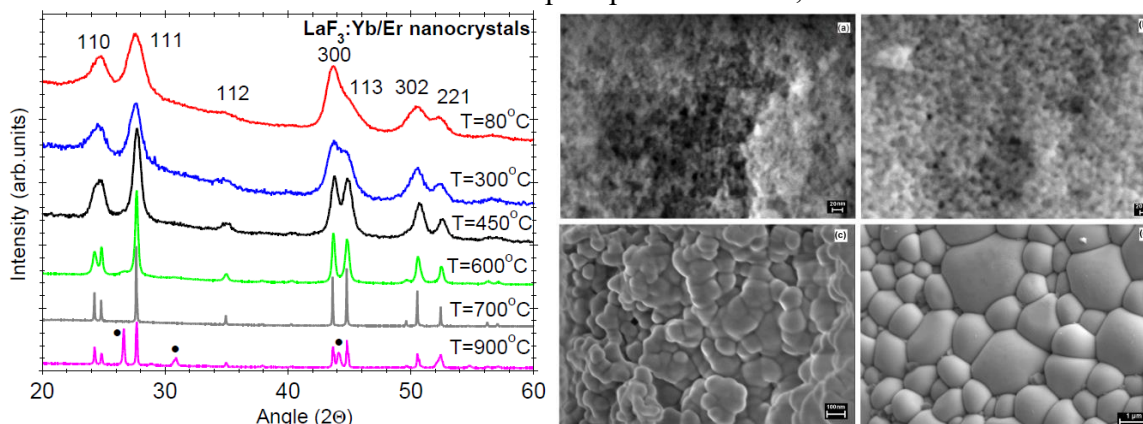 LaF3:Yb/Er nanocrystals
110
111
112
300
113
302
221
T=80°C
T=300°C
T=450°C
T=600°C
T=700°C
T=900°C
Intensity (arb.units)
20 30 40 50 60
Angle (2Θ)
(a)
20nm
(c)
100nm
1 µm